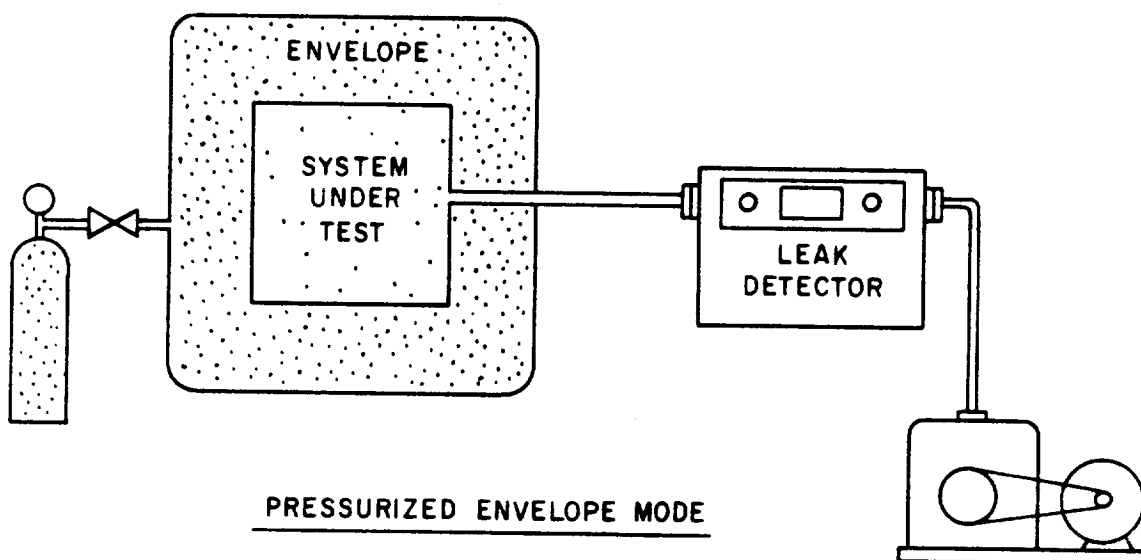 ENVELOPE
SYSTEM
UNDER
TEST
LEAK
DETECTOR
PRESSURIZED ENVELOPE MODE